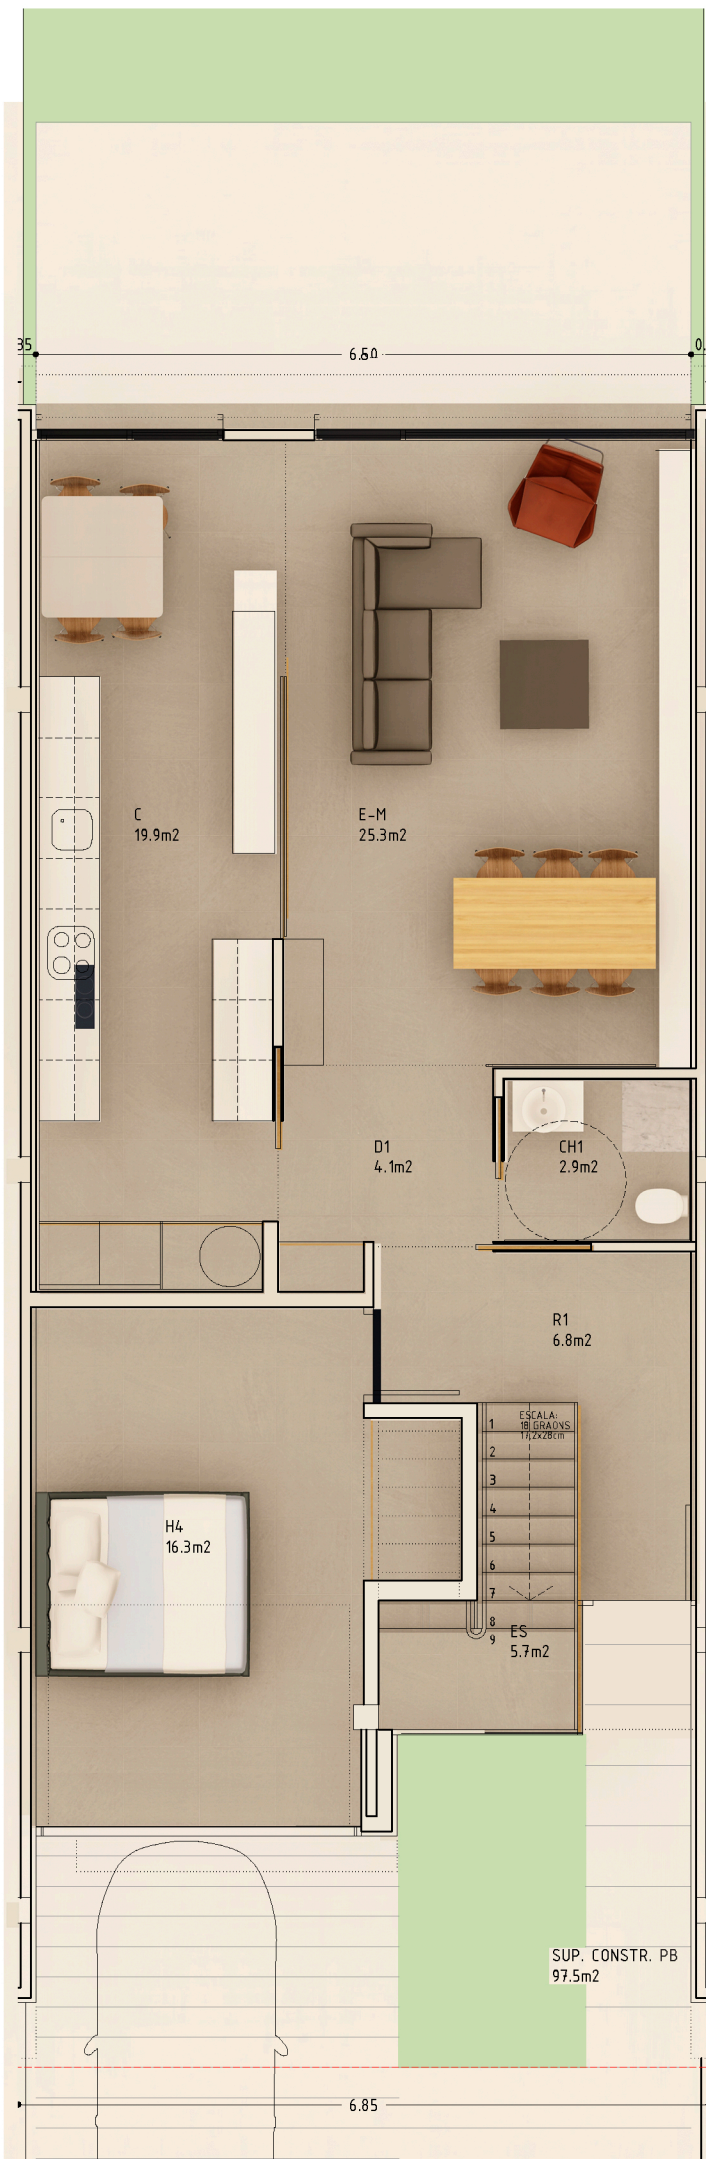 35
6.50
0.
C
19.9m2
E-M
25.3m2
D1
4.1m2
CH1
2.9m2
R1
6.8m2
ESCALA:
18 GRAONS
17,2x28cm
1
2
3
4
5
6
7
8
9
H4
16.3m2
ES
5.7m2
SUP. CONSTR. PB
97.5m2
6.85